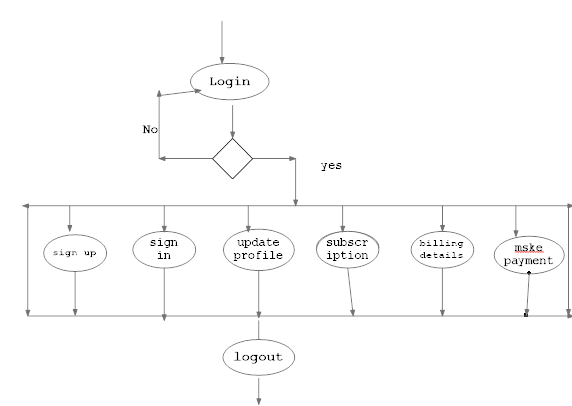 Login
No
yes
sign up
sign
in
update
profile
subscr
iption
billing
details
mske
payment
logout